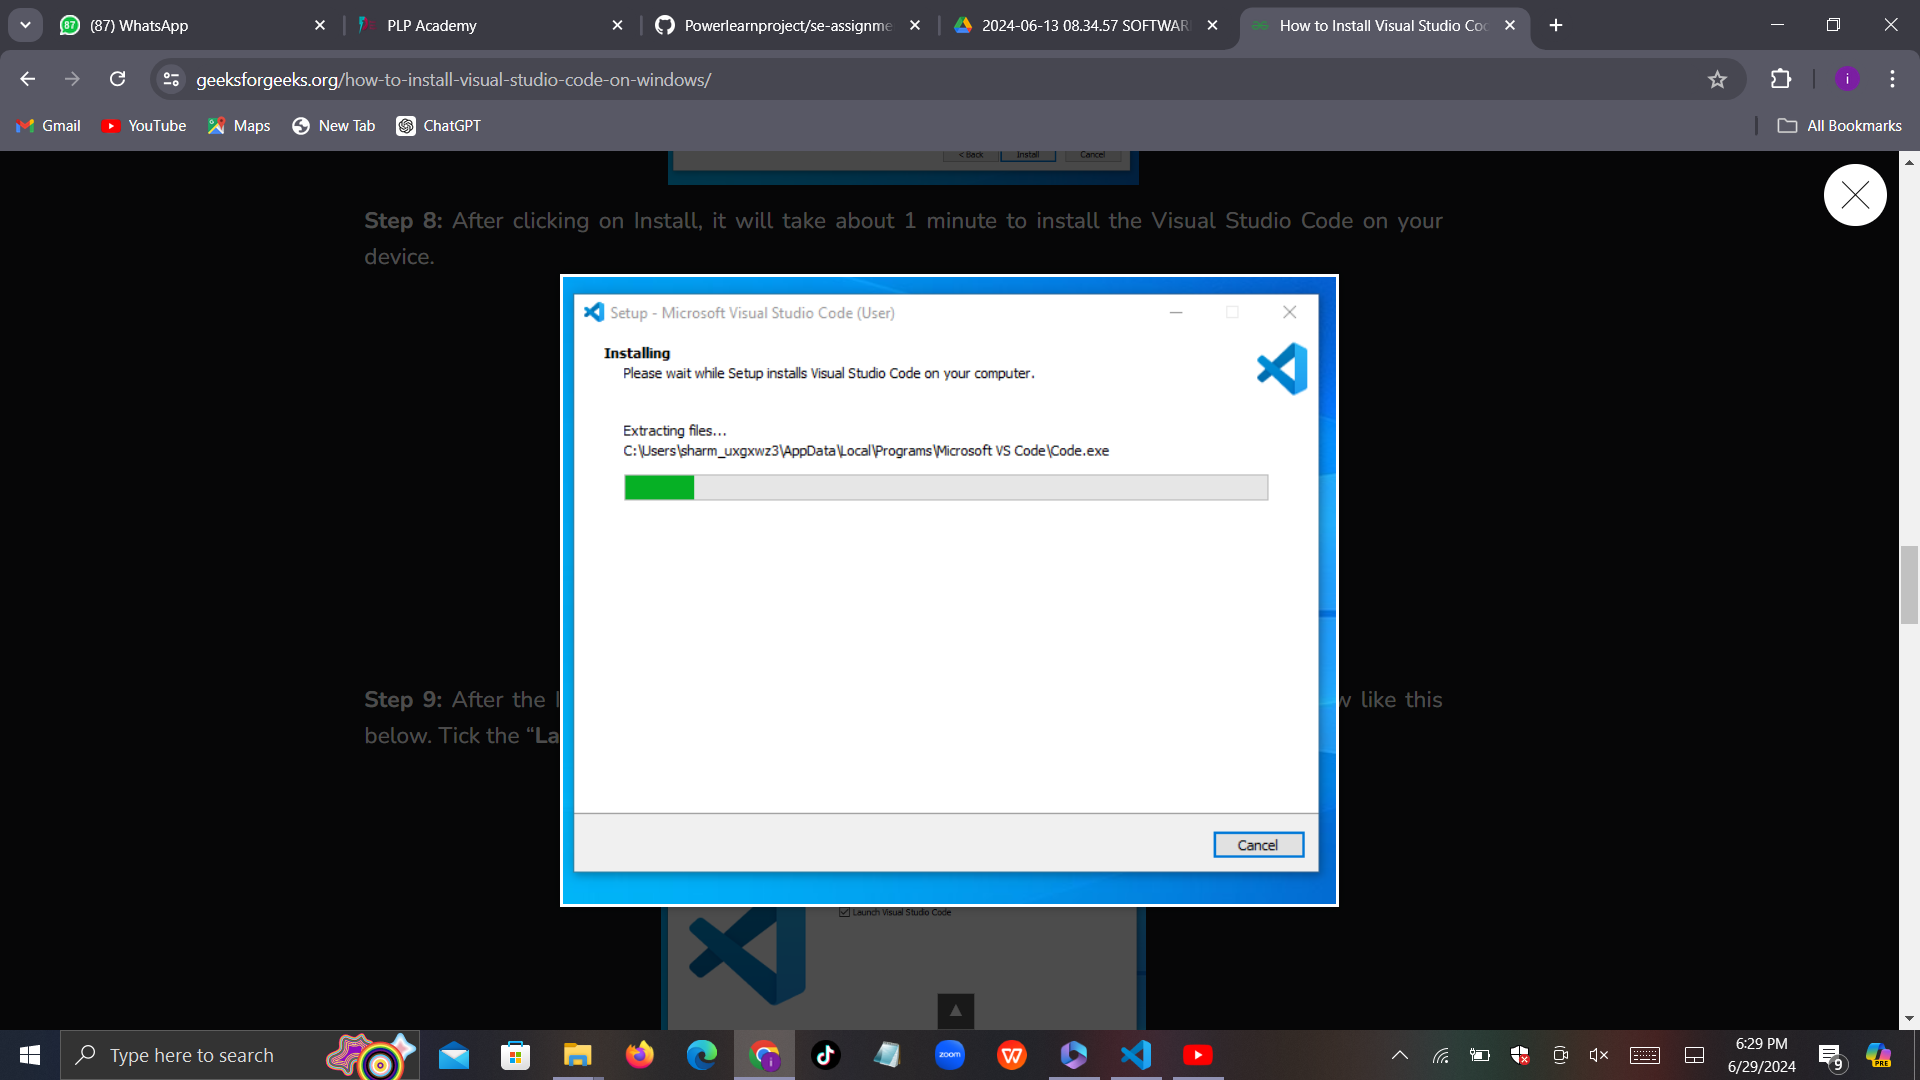 87
(87) WhatsApp
PLP Academy
Powerlearnproject/se-assignme
2024-06-13 08.34.57 SOFTWAR
How to Install Visual Studio Coc
geeksforgeeks.org/how-to-install-visual-studio-code-on-windows/
i
Gmail
YouTube
Maps
New Tab
ChatGPT
All Bookmarks
< Back
Install
Cancel
Step 8: After clicking on Install, it will take about 1 minute to install the Visual Studio Code on your
device.
Setup - Microsoft Visual Studio Code (User)
Installing
Please wait while Setup installs Visual Studio Code on your computer.
Extracting files...
C:\Users\sharm_uxgxwz3\AppData\Local\Programs\Microsoft VS Code\Code.exe
Cancel
Step 9: After the
w like this
below. Tick the “La
Launch Visual Studio Code
Type here to search
zoom
W
i
6:29 PM
6/29/2024
9
PRE